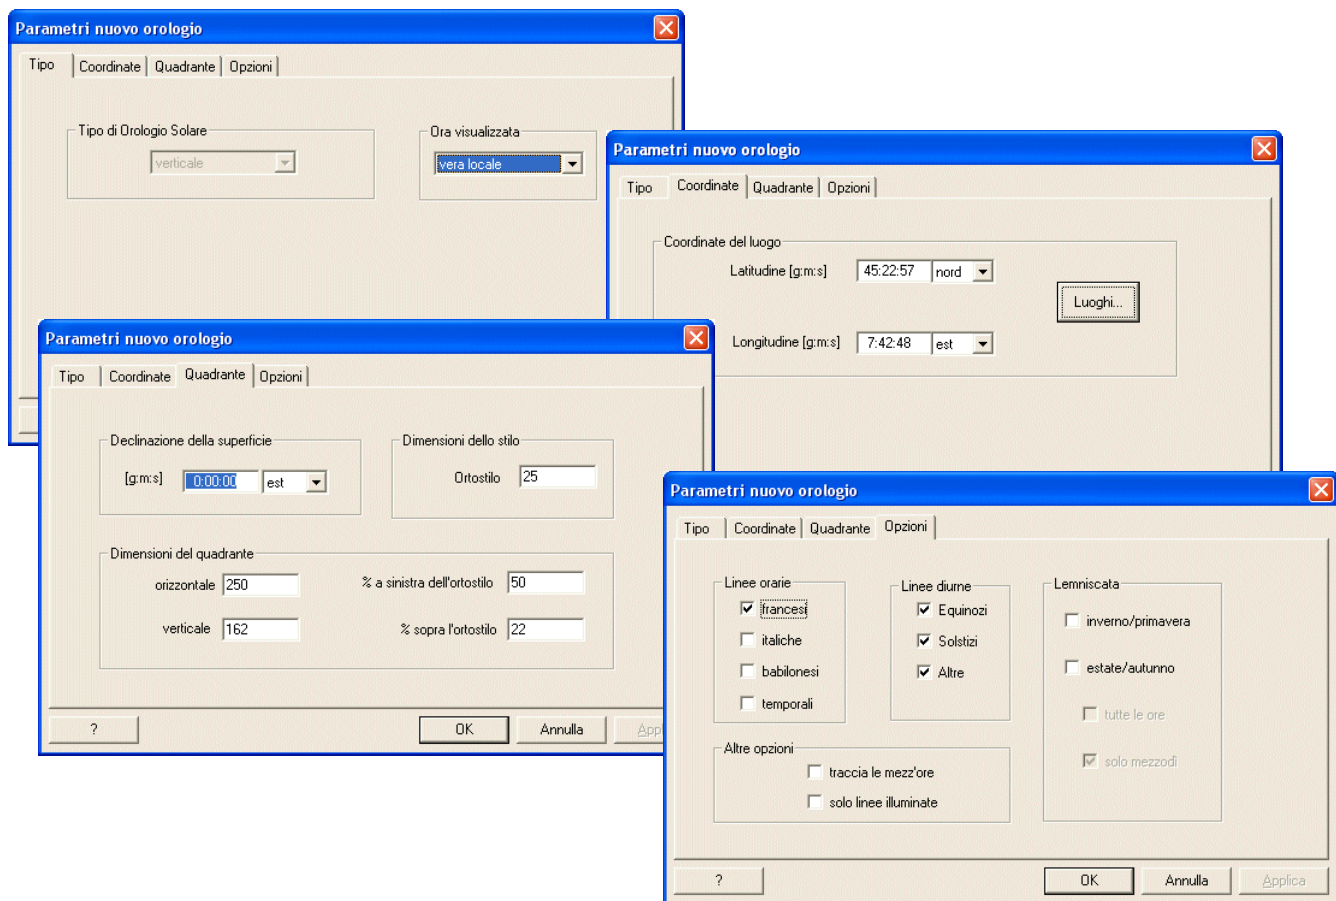 Parametri nuovo orologio
Tipo Coordinate Quadrante Opzioni
Tipo di Orologio Solare
verticale
Ora visualizzata
vera locale
Parametri nuovo orologio
Tipo Coordinate Quadrante Opzioni
Coordinate del luogo
Latitudine [g:m:s] 45:22:57 nord
Luoghi...
Longitudine [g:m:s] 7:42:48 est
Parametri nuovo orologio
Tipo Coordinate Quadrante Opzioni
Declinazione della superficie
[g:m:s] 0:00:00 est
Dimensioni dello stilo
Ortostilo 25
Dimensioni del quadrante
orizzontale 250 % a sinistra dell'ortostilo 50
verticale 162 % sopra l'ortostilo 22
? OK Annulla App
Parametri nuovo orologio
Tipo Coordinate Quadrante Opzioni
Linee orarie
francesi
italiche
babilonesi
temporali
Linee diurne
Equinozi
Solstizi
Altre
Lemniscata
inverno/primavera
estate/autunno
tutte le ore
solo mezzodì
Altre opzioni
traccia le mezz'ore
solo linee illuminate
? OK Annulla Applica